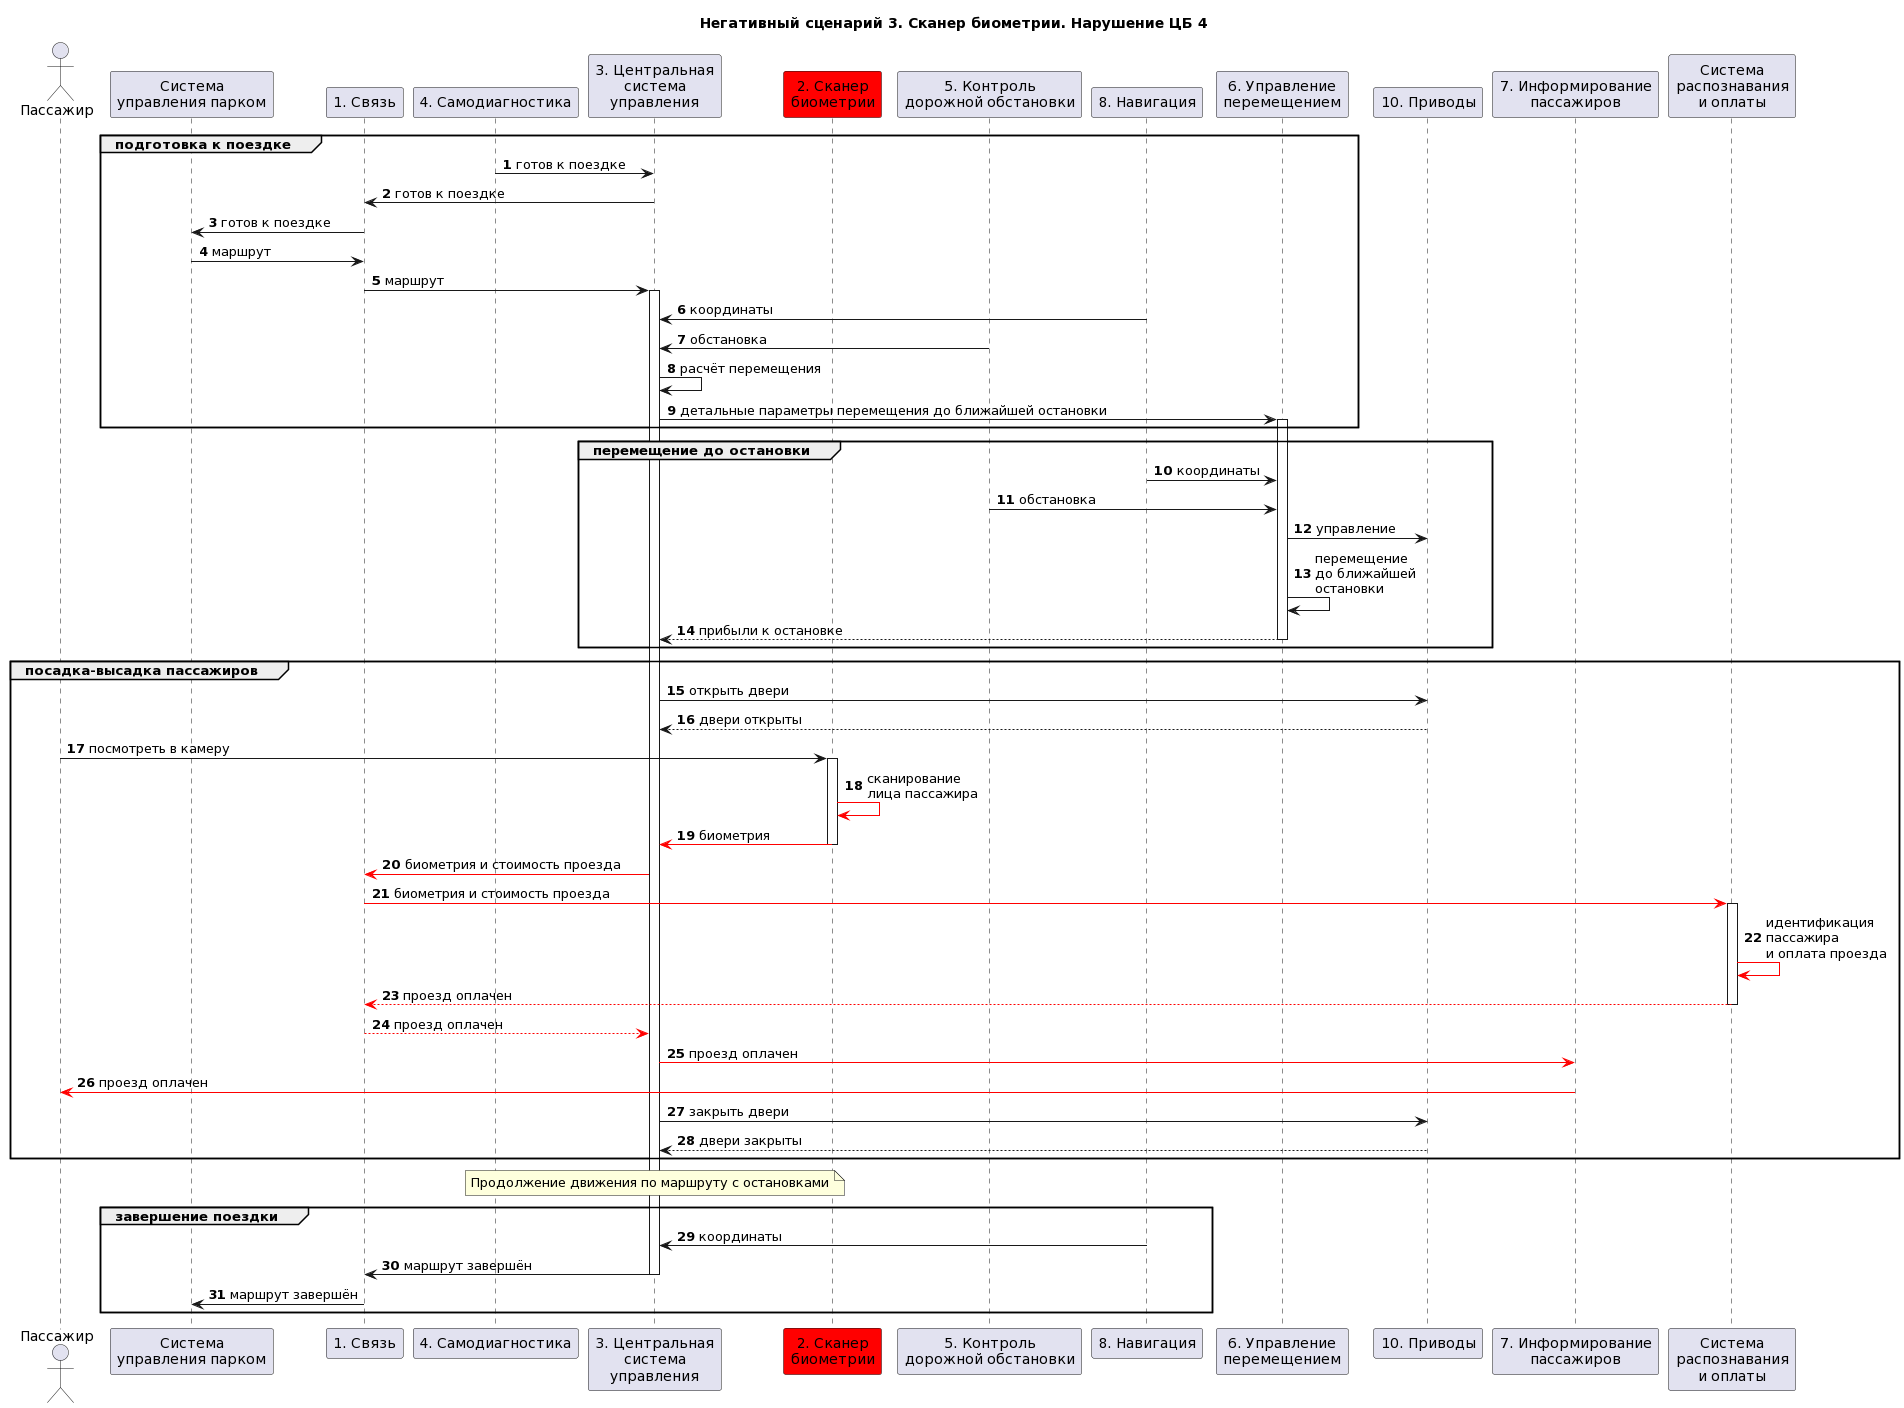 Негативный сценарий 3. Сканер биометрии. Нарушение ЦБ 4
Пассажир
Система
управления парком
1. Связь
4. Самодиагностика
3. Центральная
система
управления
2. Сканер
биометрии
5. Контроль
дорожной обстановки
8. Навигация
6. Управление
перемещением
10. Приводы
7. Информирование
пассажиров
Система
распознавания
и оплаты
подготовка к поездке
1 готов к поездке
2 готов к поездке
3 готов к поездке
4 маршрут
5 маршрут
6 координаты
7 обстановка
8 расчёт перемещения
9 детальные параметры перемещения до ближайшей остановки
перемещение до остановки
10 координаты
11 обстановка
12 управление
13 перемещение
до ближайшей
остановки
14 прибыли к остановке
посадка-высадка пассажиров
15 открыть двери
16 двери открыты
17 посмотреть в камеру
18 сканирование
лица пассажира
19 биометрия
20 биометрия и стоимость проезда
21 биометрия и стоимость проезда
22 идентификация
пассажира
и оплата проезда
23 проезд оплачен
24 проезд оплачен
25 проезд оплачен
26 проезд оплачен
27 закрыть двери
28 двери закрыты
Продолжение движения по маршруту с остановками
завершение поездки
29 координаты
30 маршрут завершён
31 маршрут завершён
Пассажир
Система
управления парком
1. Связь
4. Самодиагностика
3. Центральная
система
управления
2. Сканер
биометрии
5. Контроль
дорожной обстановки
8. Навигация
6. Управление
перемещением
10. Приводы
7. Информирование
пассажиров
Система
распознавания
и оплаты